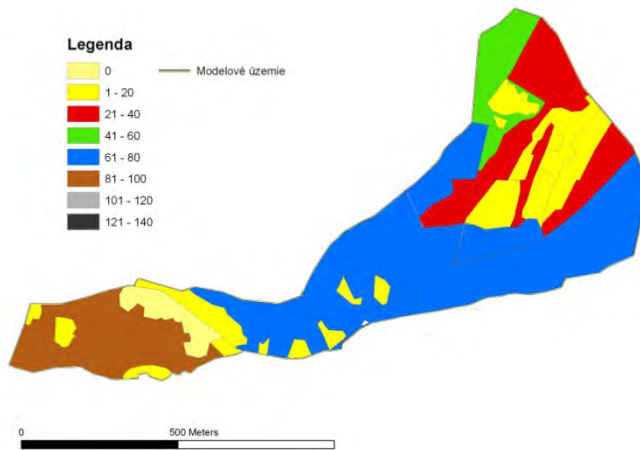 Legenda
0
Modelové územie
1 - 20
21 - 40
41 - 60
61 - 80
81 - 100
101 - 120
121 - 140
0 500 Meters